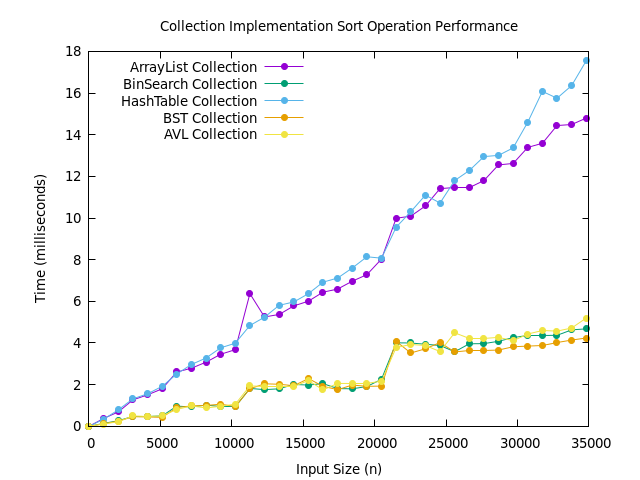 Collection Implementation Sort Operation Performance
18
16
14
12
10
8
6
4
2
0
Time (milliseconds)
ArrayList Collection
BinSearch Collection
HashTable Collection
BST Collection
AVL Collection
0 5000 10000 15000 20000 25000 30000 35000
Input Size (n)